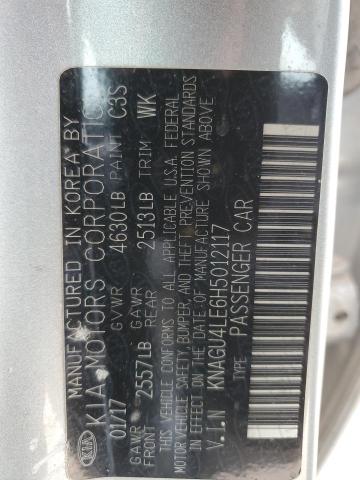 KIA
MANUFACTURED IN KOREA BY
KIA MOTORS CORPORATIO
01/17 GVWR 4630LB PAINT C3S
GAWR FRONT 2557LB GAWR REAR 2513LB TRIM WK
THIS VEHICLE CONFORMS TO ALL APPLICABLE U.S.A. FEDERAL
MOTOR VEHICLE SAFETY, BUMPER, AND THEFT PREVENTION STANDARDS
IN EFFECT ON THE DATE OF MANUFACTURE SHOWN ABOVE
V.I.N KNAGU4LE6H5012117
TYPE PASSENGER CAR